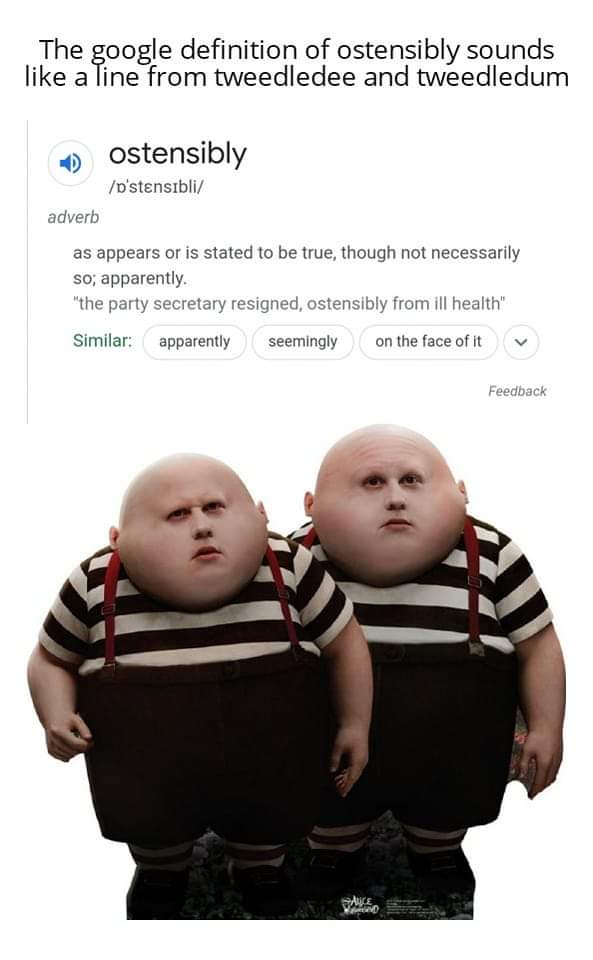 The google definition of ostensibly sounds
like a line from tweedledee and tweedledum
ostensibly
/ɒˈstɛnsɪbli/
adverb
as appears or is stated to be true, though not necessarily
so; apparently.
"the party secretary resigned, ostensibly from ill health"
Similar:
apparently
seemingly
on the face of it
Feedback
ALICE